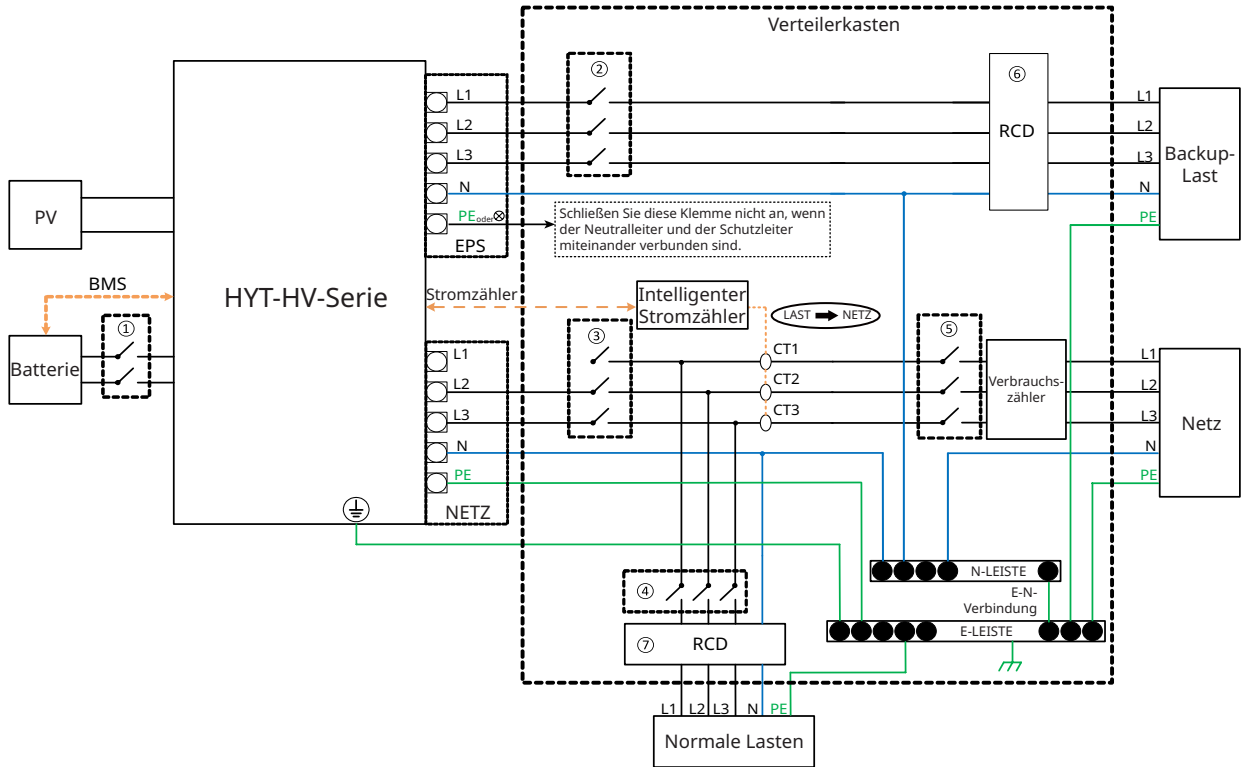 Verteilerkasten
②
⑥
L1
L2
L3
N
PE oder ⊗
EPS
RCD
L1
L2
L3
N
PE
Backup-
Last
Schließen Sie diese Klemme nicht an, wenn
der Neutralleiter und der Schutzleiter
miteinander verbunden sind.
PV
BMS
Batterie
①
HYT-HV-Serie
Stromzähler
Intelligenter
Stromzähler
LAST ➡ NETZ
③
⑤
L1
L2
L3
N
PE
NETZ
CT1
CT2
CT3
Verbrauchs-
zähler
L1
L2
L3
N
PE
Netz
N-LEISTE
E-N-
Verbindung
E-LEISTE
④
⑦
RCD
L1 L2 L3 N PE
Normale Lasten